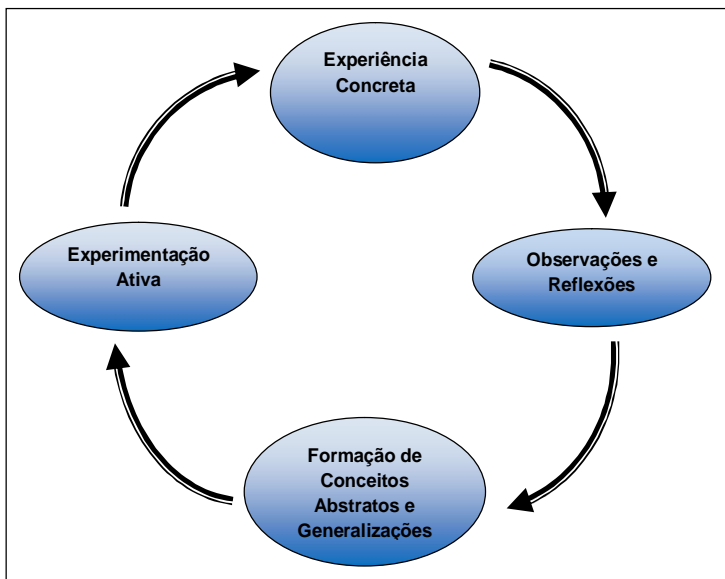 Experiência
Concreta
Observações e
Reflexões
Formação de
Conceitos
Abstratos e
Generalizações
Experimentação
Ativa